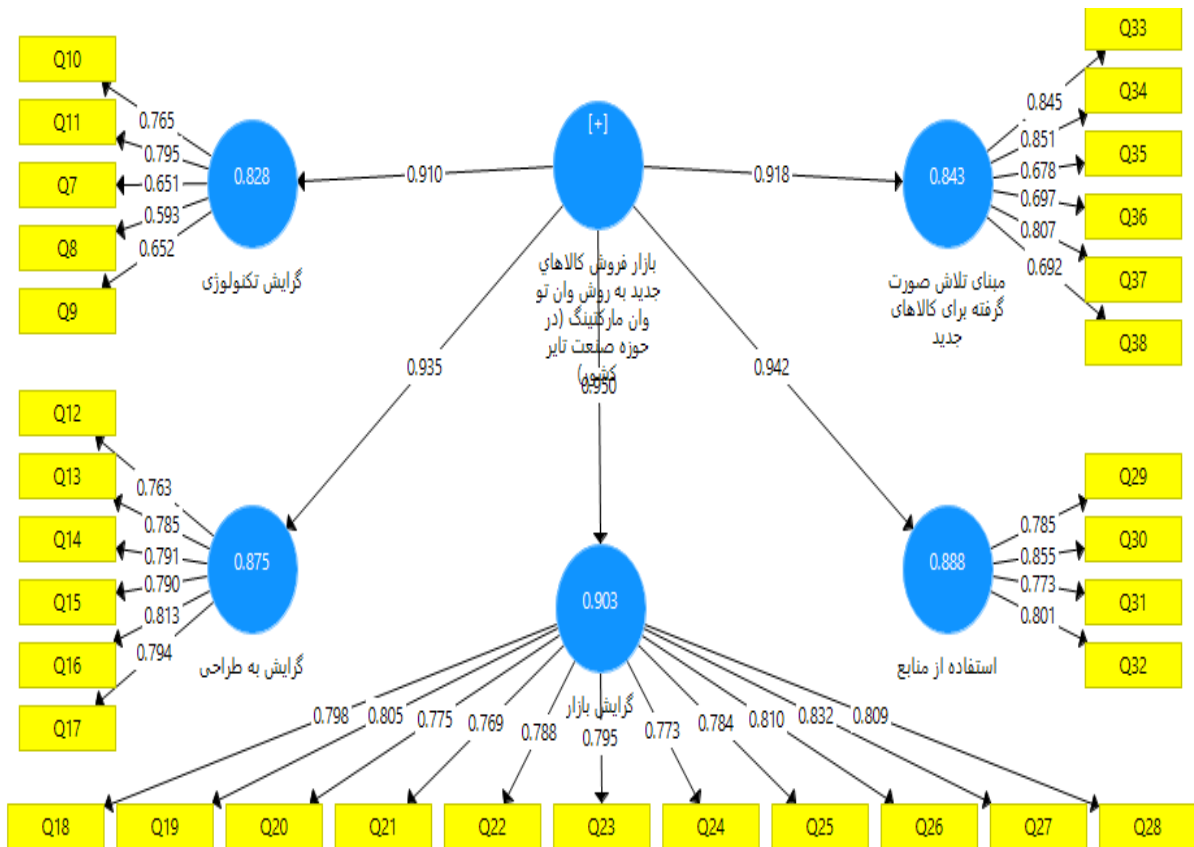 Q10
Q11
Q7
Q8
Q9
0.765
0.795
0.651
0.593
0.652
0.828
گرایش تکنولوژی
0.910
[+]
بازار فروش کالاهاي
جدید به روش وان تو
وان مارکتینگ (در
حوزه صنعت تایر
کشور)
0.918
0.843
مبنای تلاش صورت
گرفته برای کالاهای
جدید
0.845
0.851
0.678
0.697
0.807
0.692
Q33
Q34
Q35
Q36
Q37
Q38
0.935
0.950
0.942
Q12
Q13
Q14
Q15
Q16
Q17
0.763
0.785
0.791
0.790
0.813
0.794
0.875
گرایش به طراحی
0.903
گرایش بازار
0.888
استفاده از منابع
0.785
0.855
0.773
0.801
Q29
Q30
Q31
Q32
0.798
0.805
0.775
0.769
0.788
0.795
0.773
0.784
0.810
0.832
0.809
Q18
Q19
Q20
Q21
Q22
Q23
Q24
Q25
Q26
Q27
Q28